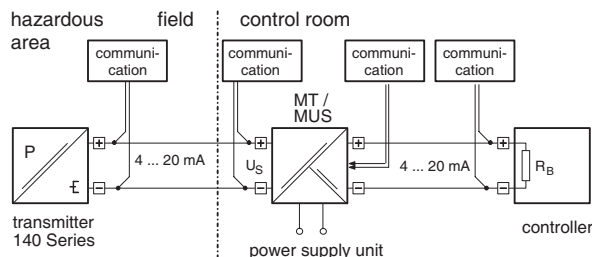 hazardous area
field
control room
communi-
cation
communi-
cation
communi-
cation
communi-
cation
MT /
MUS
P
+
+
+
+
4 ... 20 mA
U_S
4 ... 20 mA
R_B
E
−
−
−
−
transmitter
140 Series
controller
power supply unit